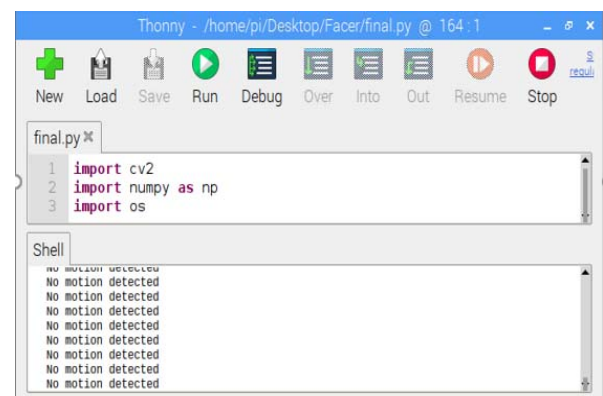 Thonny - /home/pi/Desktop/Facer/final.py @ 164 : 1
New Load Save Run Debug Over Into Out Resume Stop
final.py
1 import cv2
2 import numpy as np
3 import os
Shell
No motion detected
No motion detected
No motion detected
No motion detected
No motion detected
No motion detected
No motion detected
No motion detected
No motion detected